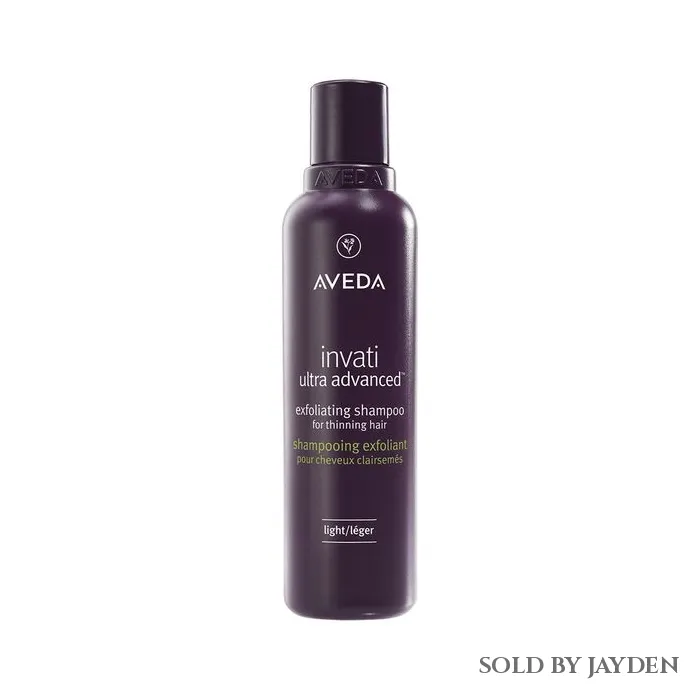 AVEDA
AVEDA
invati
ultra advanced™
exfoliating shampoo
for thinning hair
shampooing exfoliant
pour cheveux clairsemés
light/léger
SOLD BY JAYDEN